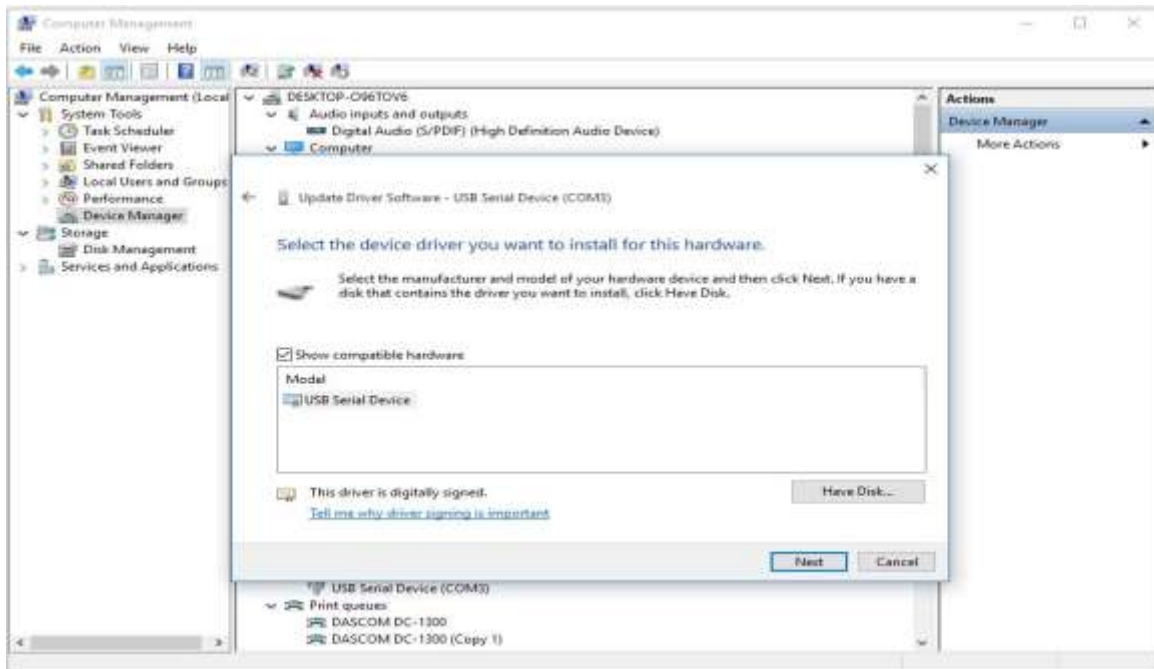 Computer Management
File Action View Help
Computer Management (Local
System Tools
Task Scheduler
Event Viewer
Shared Folders
Local Users and Groups
Performance
Device Manager
Storage
Disk Management
Services and Applications
DESKTOP-O96TOV6
Audio inputs and outputs
Digital Audio (S/PDIF) (High Definition Audio Device)
Computer
Actions
Device Manager
More Actions
Update Driver Software - USB Serial Device (COM3)
Select the device driver you want to install for this hardware.
Select the manufacturer and model of your hardware device and then click Next. If you have a
disk that contains the driver you want to install, click Have Disk.
Show compatible hardware
Model
USB Serial Device
This driver is digitally signed.
Tell me why driver signing is important
Have Disk...
Next Cancel
USB Serial Device (COM3)
Print queues
DASCOM DC-1300
DASCOM DC-1300 (Copy 1)